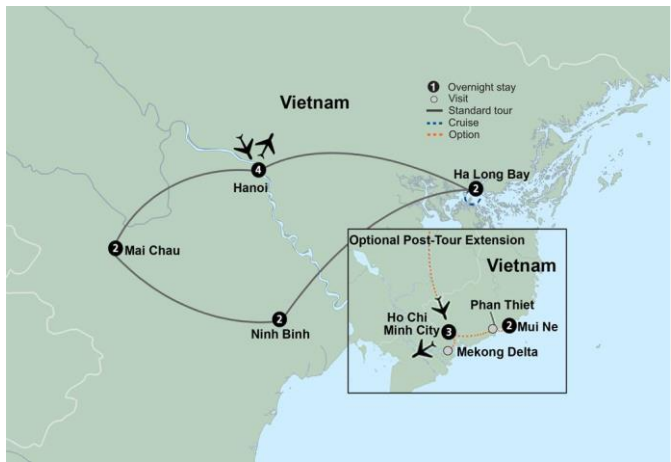 Vietnam
1 Overnight stay
Visit
Standard tour
Cruise
Option
4
Hanoi
Ha Long Bay
2
2 Mai Chau
2
Ninh Binh
Optional Post-Tour Extension
Vietnam
Phan Thiet
Ho Chi
Minh City 3
2 Mui Ne
Mekong Delta